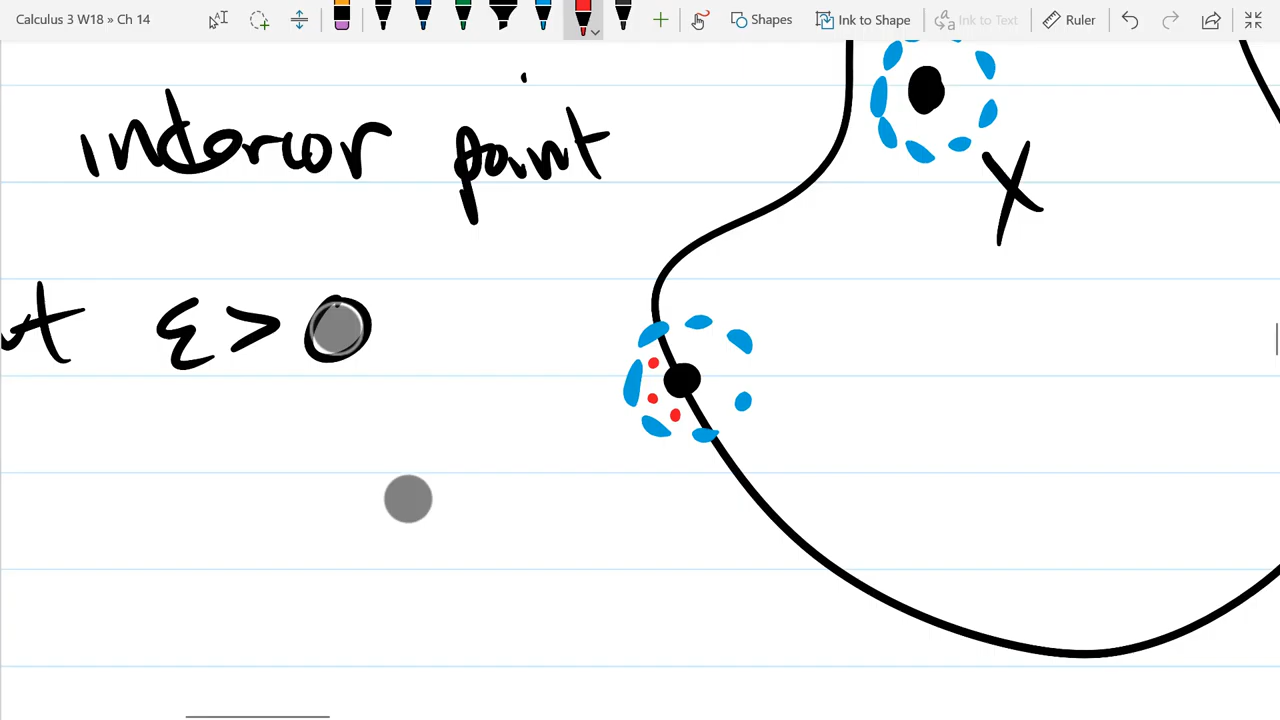 Calculus 3 W18 » Ch 14
Shapes
Ink to Shape
Ink to Text
Ruler
interior point
X
ε > 0